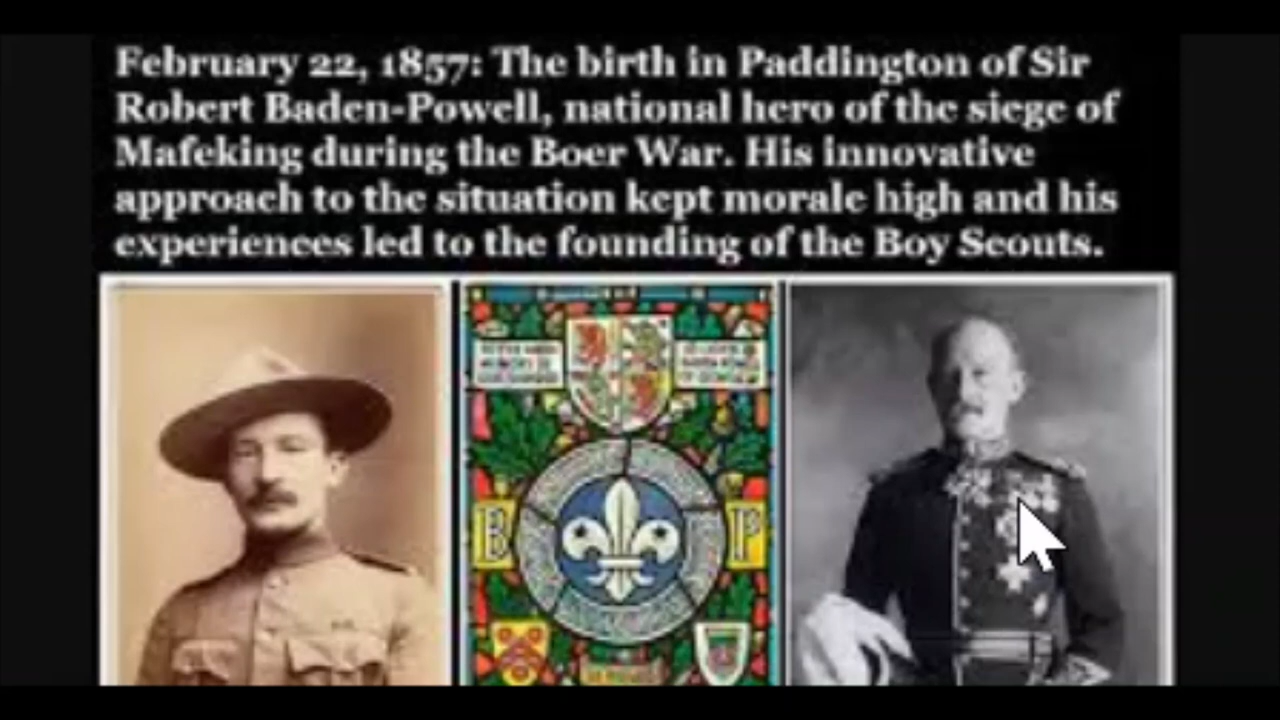 February 22, 1857: The birth in Paddington of Sir
Robert Baden-Powell, national hero of the siege of
Mafeking during the Boer War. His innovative
approach to the situation kept morale high and his
experiences led to the founding of the Boy Scouts.
B P